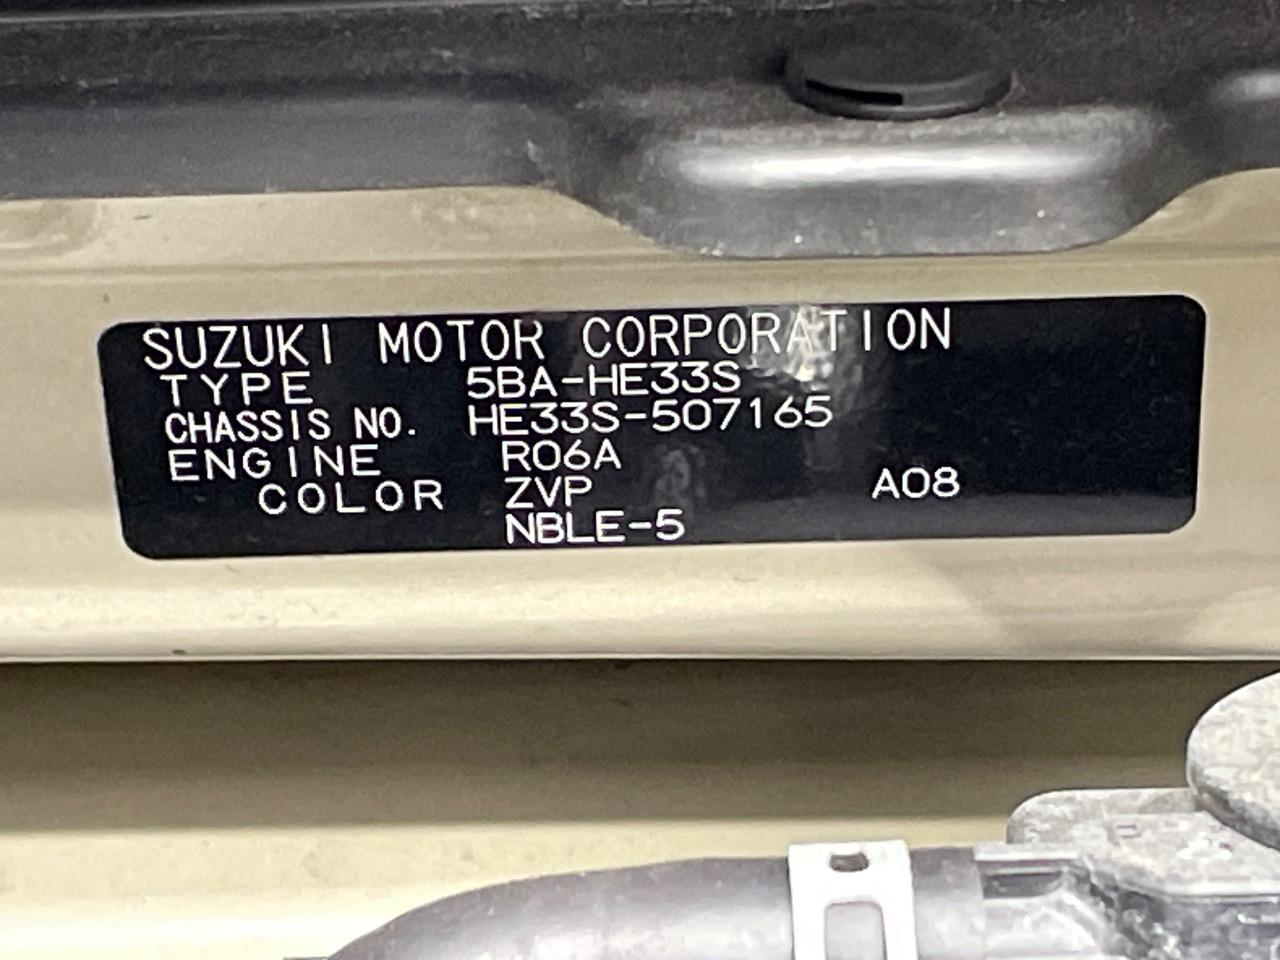 SUZUKI MOTOR CORPORATION
TYPE 5BA-HE33S
CHASSIS NO. HE33S-507165
ENGINE R06A
COLOR ZVP A08
NBLE-5